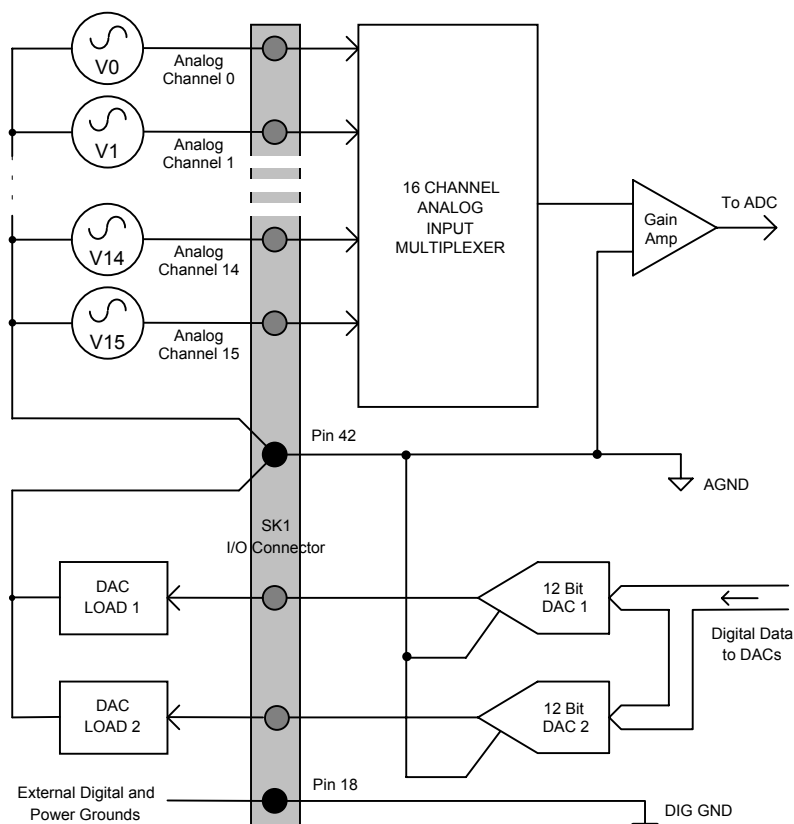 V0
Analog
Channel 0
V1
Analog
Channel 1
16 CHANNEL
ANALOG
INPUT
MULTIPLEXER
Gain
Amp
To ADC
V14
Analog
Channel 14
V15
Analog
Channel 15
Pin 42
AGND
SK1
I/O Connector
DAC
LOAD 1
12 Bit
DAC 1
Digital Data
to DACs
DAC
LOAD 2
12 Bit
DAC 2
External Digital and
Power Grounds
Pin 18
DIG GND